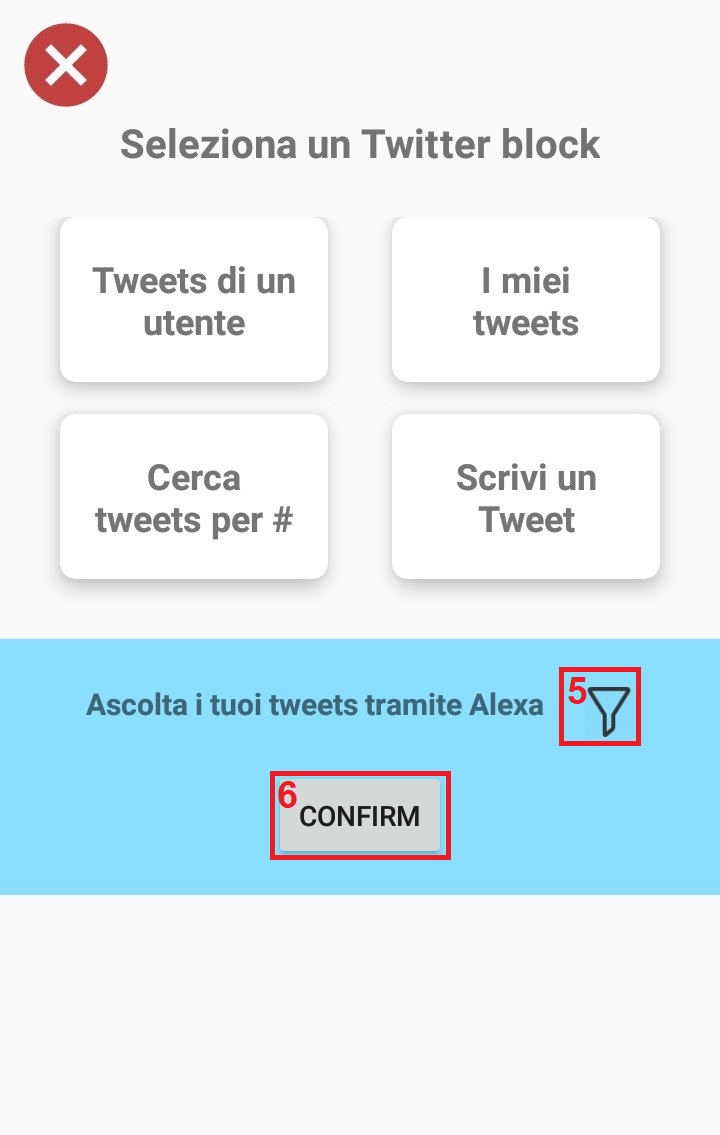 Seleziona un Twitter block
Tweets di un
utente
I miei
tweets
Cerca
tweets per #
Scrivi un
Tweet
Ascolta i tuoi tweets tramite Alexa
5
6
CONFIRM